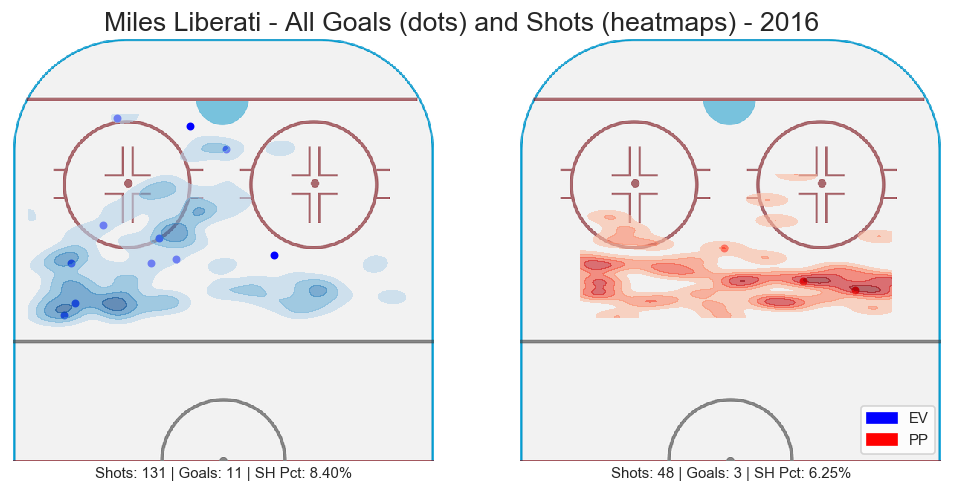 Miles Liberati - All Goals (dots) and Shots (heatmaps) - 2016
EV
PP
Shots: 131 | Goals: 11 | SH Pct: 8.40%
Shots: 48 | Goals: 3 | SH Pct: 6.25%